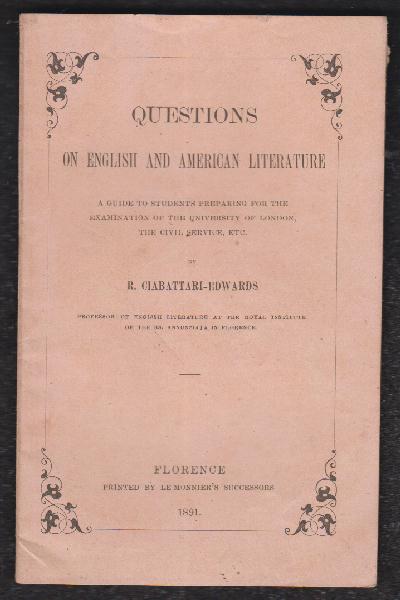 QUESTIONS
ON ENGLISH AND AMERICAN LITERATURE
A GUIDE TO STUDENTS PREPARING FOR THE
EXAMINATION OF THE UNIVERSITY OF LONDON,
THE CIVIL SERVICE, ETC.
BY
R. CIABATTARI-EDWARDS
PROFESSOR OF ENGLISH LITERATURE AT THE ROYAL INSTITUTE
OF THE SS. ANNUNZIATA IN FLORENCE.
FLORENCE
PRINTED BY LE MONNIER'S SUCCESSORS
1891.